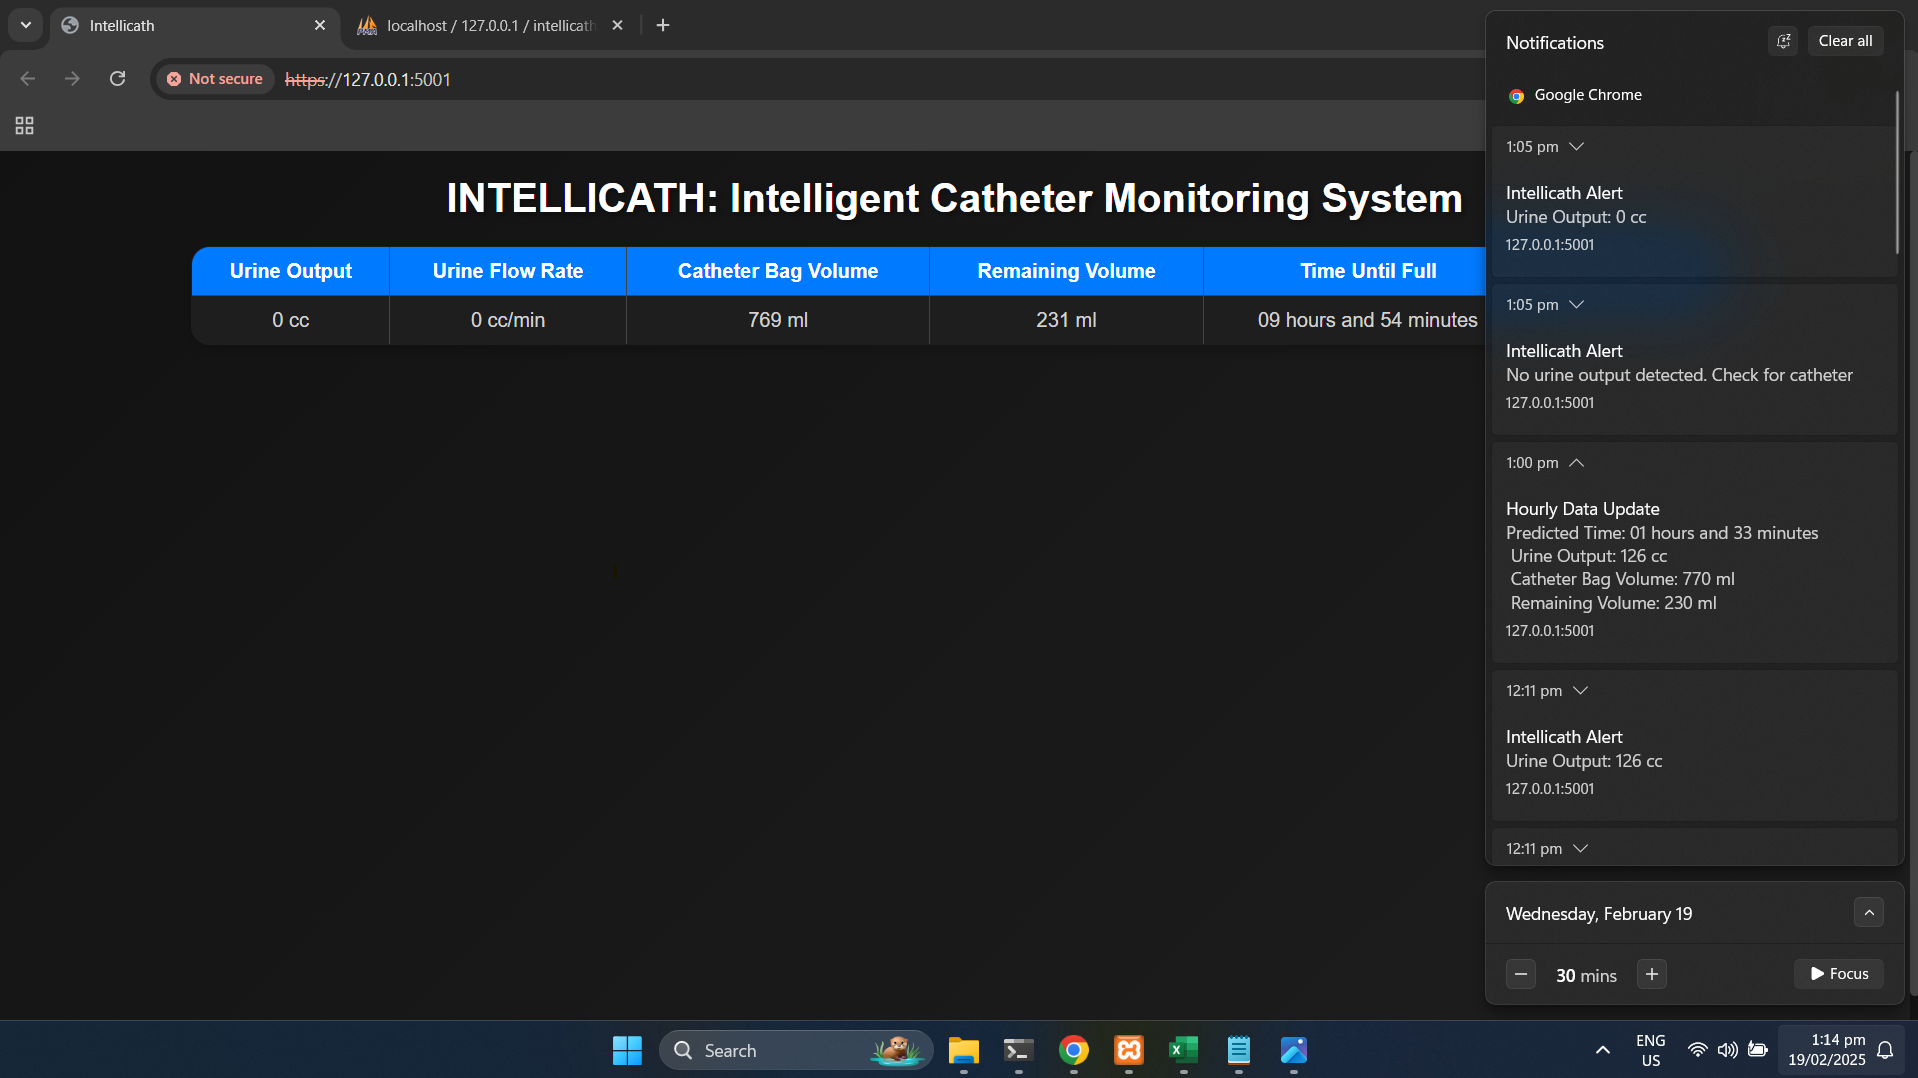 Intellicath
localhost / 127.0.0.1 / intellicath
Not secure
https://127.0.0.1:5001
INTELLICATH: Intelligent Catheter Monitoring System
Urine Output Urine Flow Rate Catheter Bag Volume Remaining Volume Time Until Full
0 cc 0 cc/min 769 ml 231 ml 09 hours and 54 minutes
Notifications
Clear all
Google Chrome
1:05 pm
Intellicath Alert
Urine Output: 0 cc
127.0.0.1:5001
1:05 pm
Intellicath Alert
No urine output detected. Check for catheter
127.0.0.1:5001
1:00 pm
Hourly Data Update
Predicted Time: 01 hours and 33 minutes
Urine Output: 126 cc
Catheter Bag Volume: 770 ml
Remaining Volume: 230 ml
127.0.0.1:5001
12:11 pm
Intellicath Alert
Urine Output: 126 cc
127.0.0.1:5001
12:11 pm
Wednesday, February 19
30 mins
Focus
Search
ENG
US
1:14 pm
19/02/2025